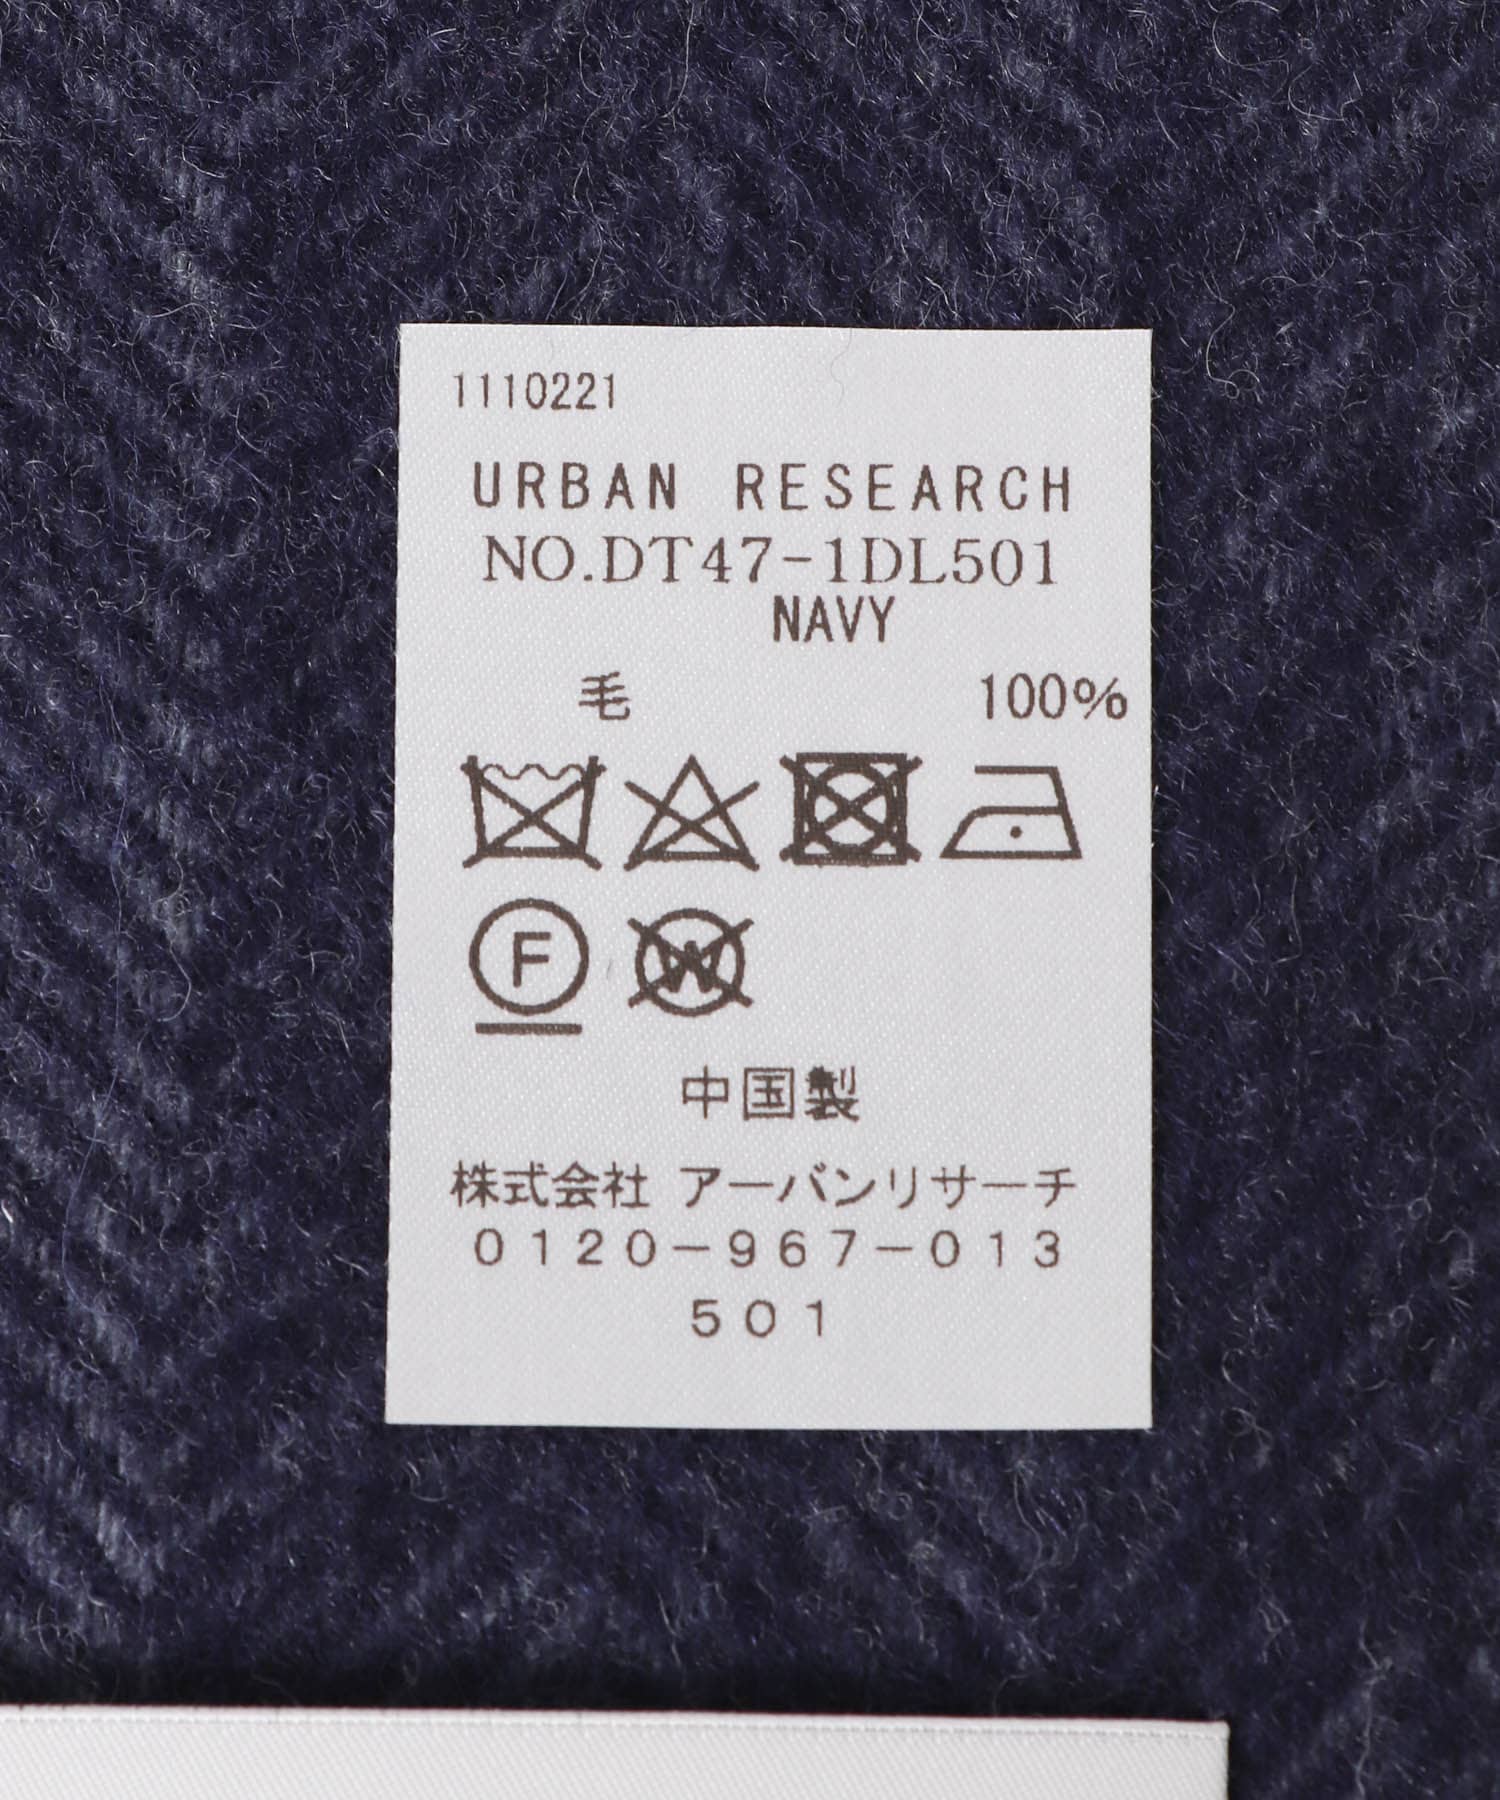 1110221
URBAN RESEARCH
NO.DT47-1DL501
NAVY
毛 100%
F W
中国製
株式会社 アーバンリサーチ
0120-967-013
501